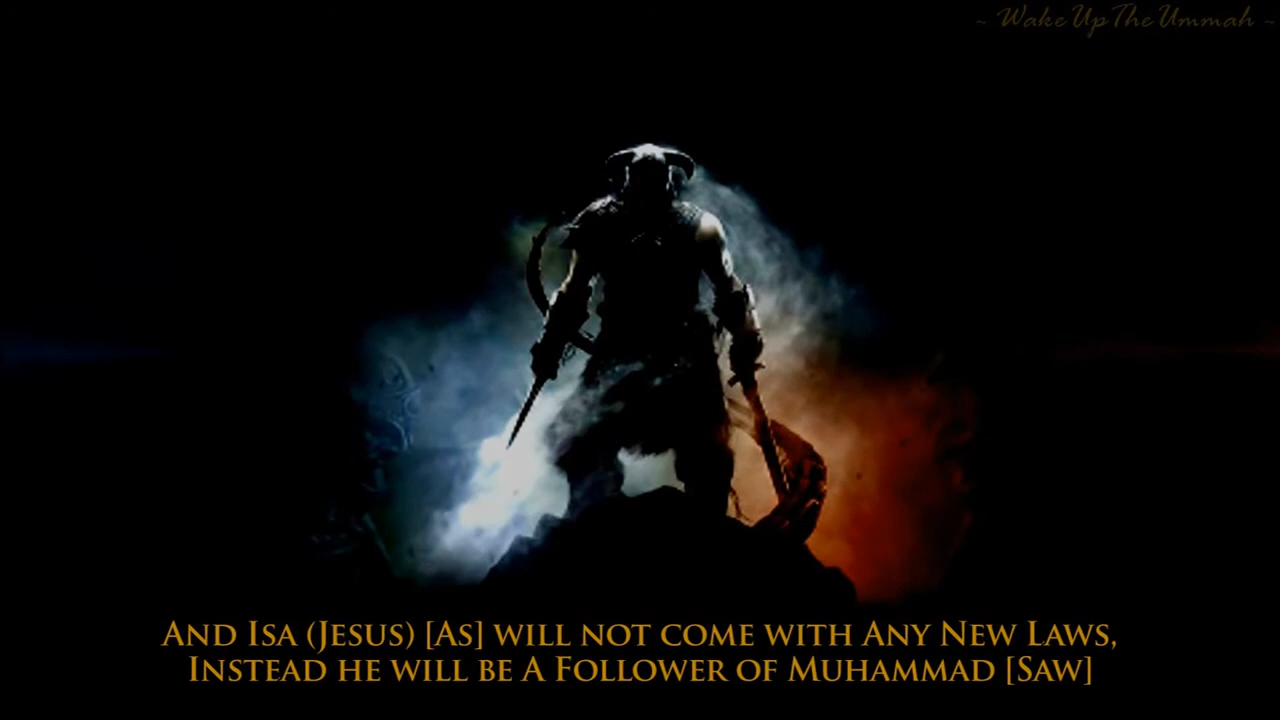 ~ Wake Up The Ummah ~
And Isa (Jesus) [As] will not come with Any New Laws,
Instead he will be A Follower of Muhammad [Saw]